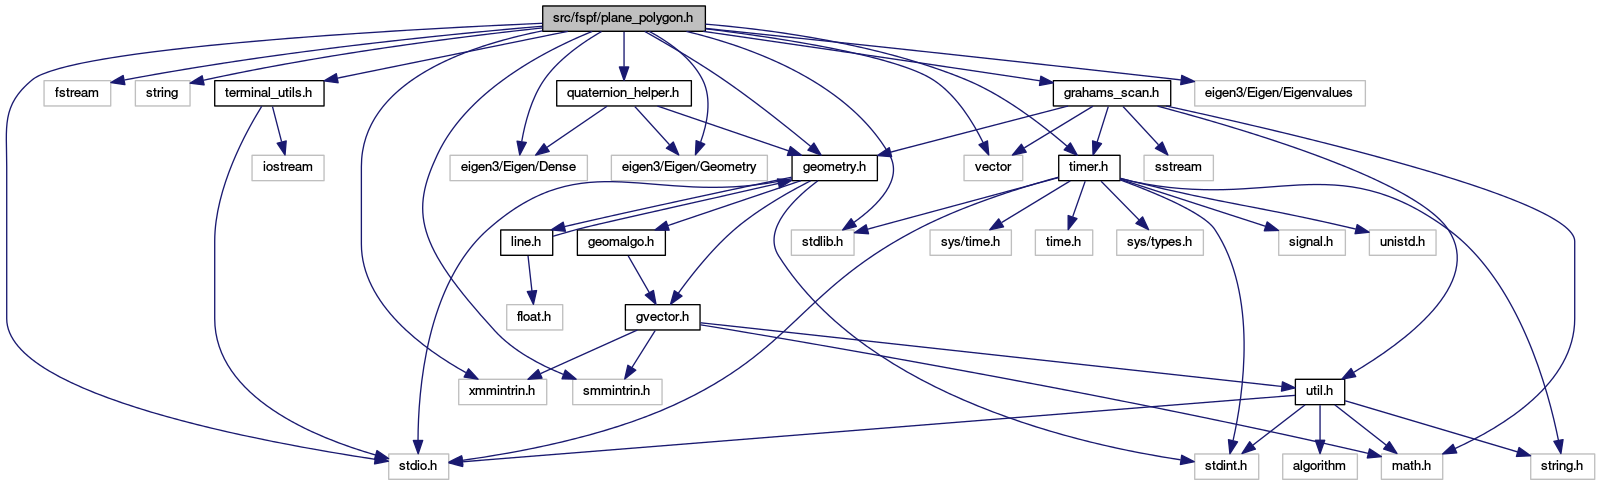 src/fspf/plane_polygon.h
fstream
string
terminal_utils.h
quaternion_helper.h
grahams_scan.h
eigen3/Eigen/Eigenvalues
iostream
eigen3/Eigen/Dense
eigen3/Eigen/Geometry
geometry.h
vector
timer.h
sstream
line.h
geomalgo.h
stdlib.h
sys/time.h
time.h
sys/types.h
signal.h
unistd.h
float.h
gvector.h
xmmintrin.h
smmintrin.h
util.h
stdio.h
stdint.h
algorithm
math.h
string.h